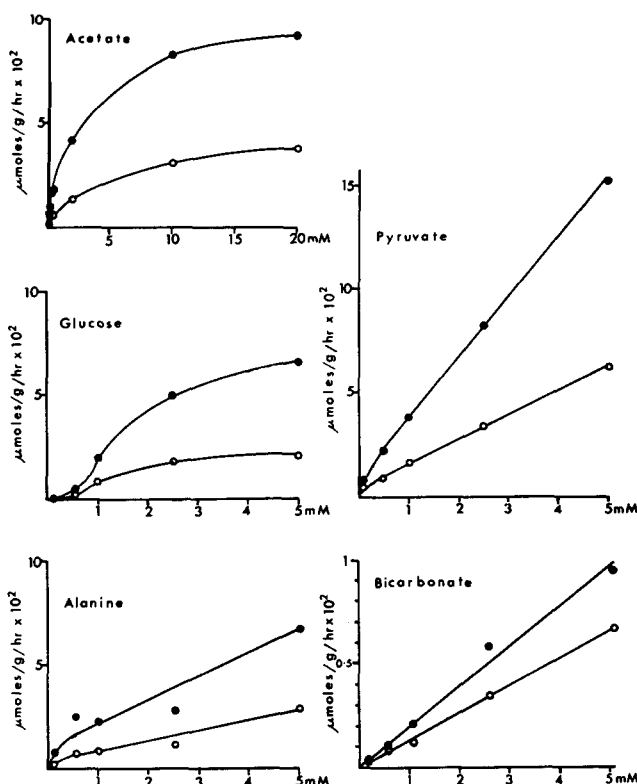 Acetate
μmoles/g/hr x 10²
10
5
5
10
15
20mM
Glucose
μmoles/g/hr x 10²
10
5
1
2
3
4
5mM
Alanine
μmoles/g/hr x 10²
10
5
1
2
3
4
5mM
Pyruvate
μmoles/g/hr x 10²
15
10
5
1
2
3
4
5mM
Bicarbonate
μmoles/g/hr x 10²
1
0·5
1
2
3
4
5mM